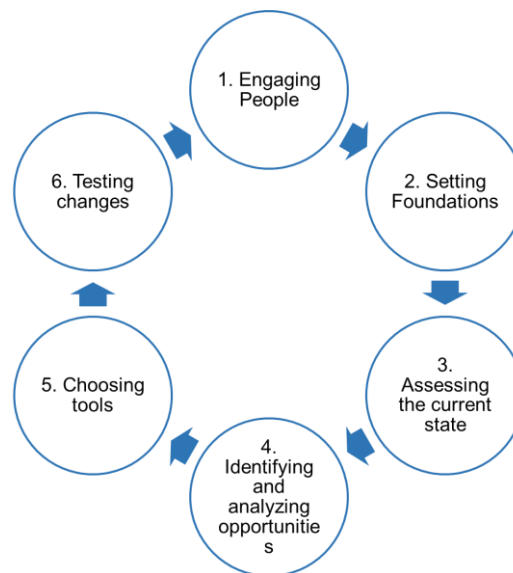 1. Engaging
People
2. Setting
Foundations
3.
Assessing
the current
state
4.
Identifying
and
analyzing
opportunitie
s
5. Choosing
tools
6. Testing
changes